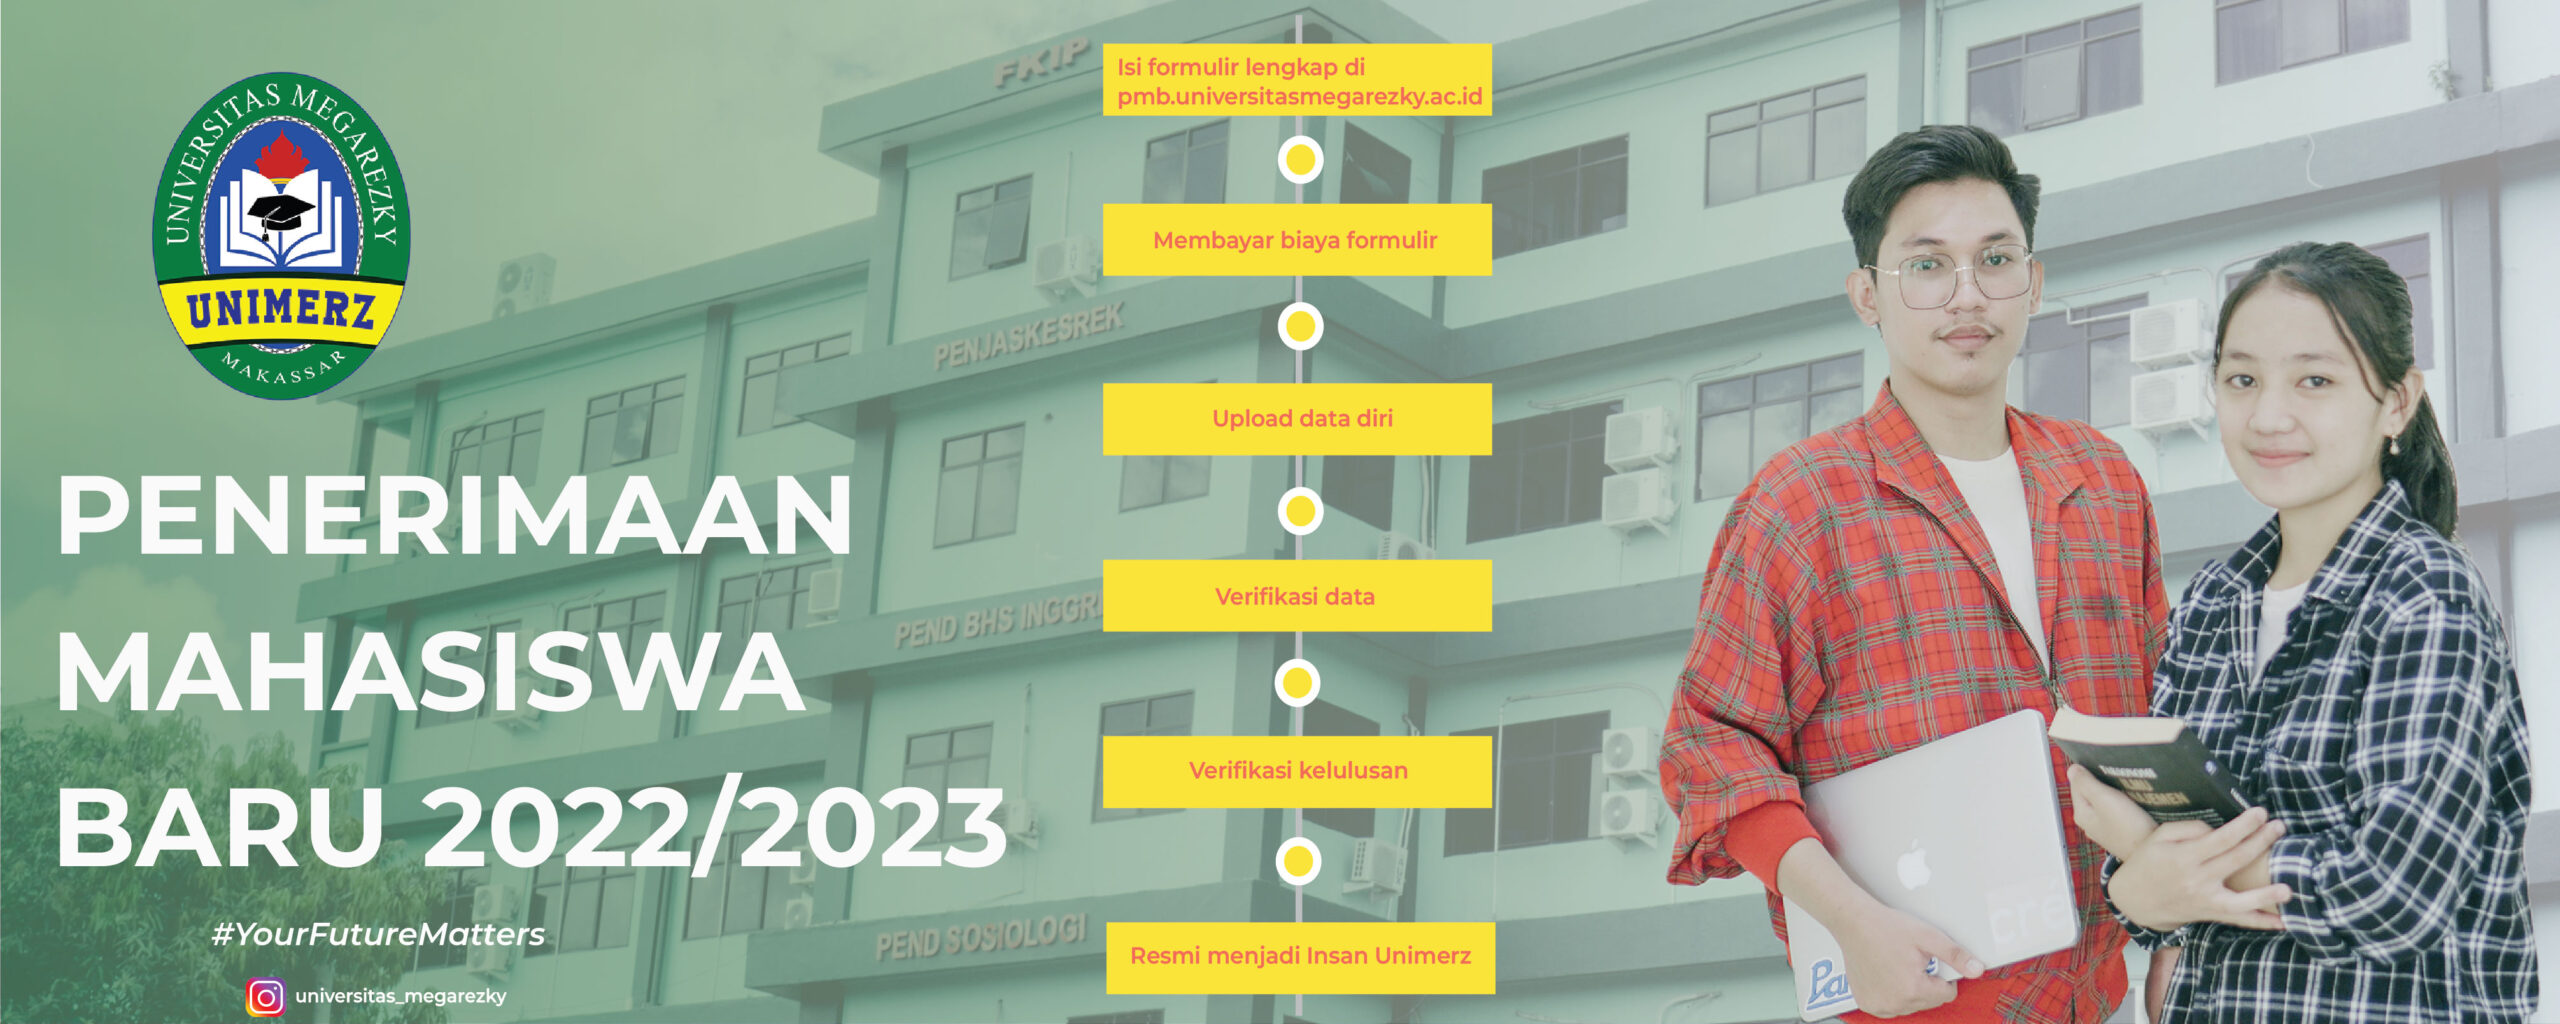 UNIVERSITAS MEGAREZKY
UNIMERZ
MAKASSAR
PENERIMAAN
MAHASISWA
BARU 2022/2023
#YourFutureMatters
universitas_megarezky
FKIP
PENJASKESREK
PEND BHS INGGR
PEND SOSIOLOGI
Isi formulir lengkap di
pmb.universitasmegarezky.ac.id
Membayar biaya formulir
Upload data diri
Verifikasi data
Verifikasi kelulusan
Resmi menjadi Insan Unimerz